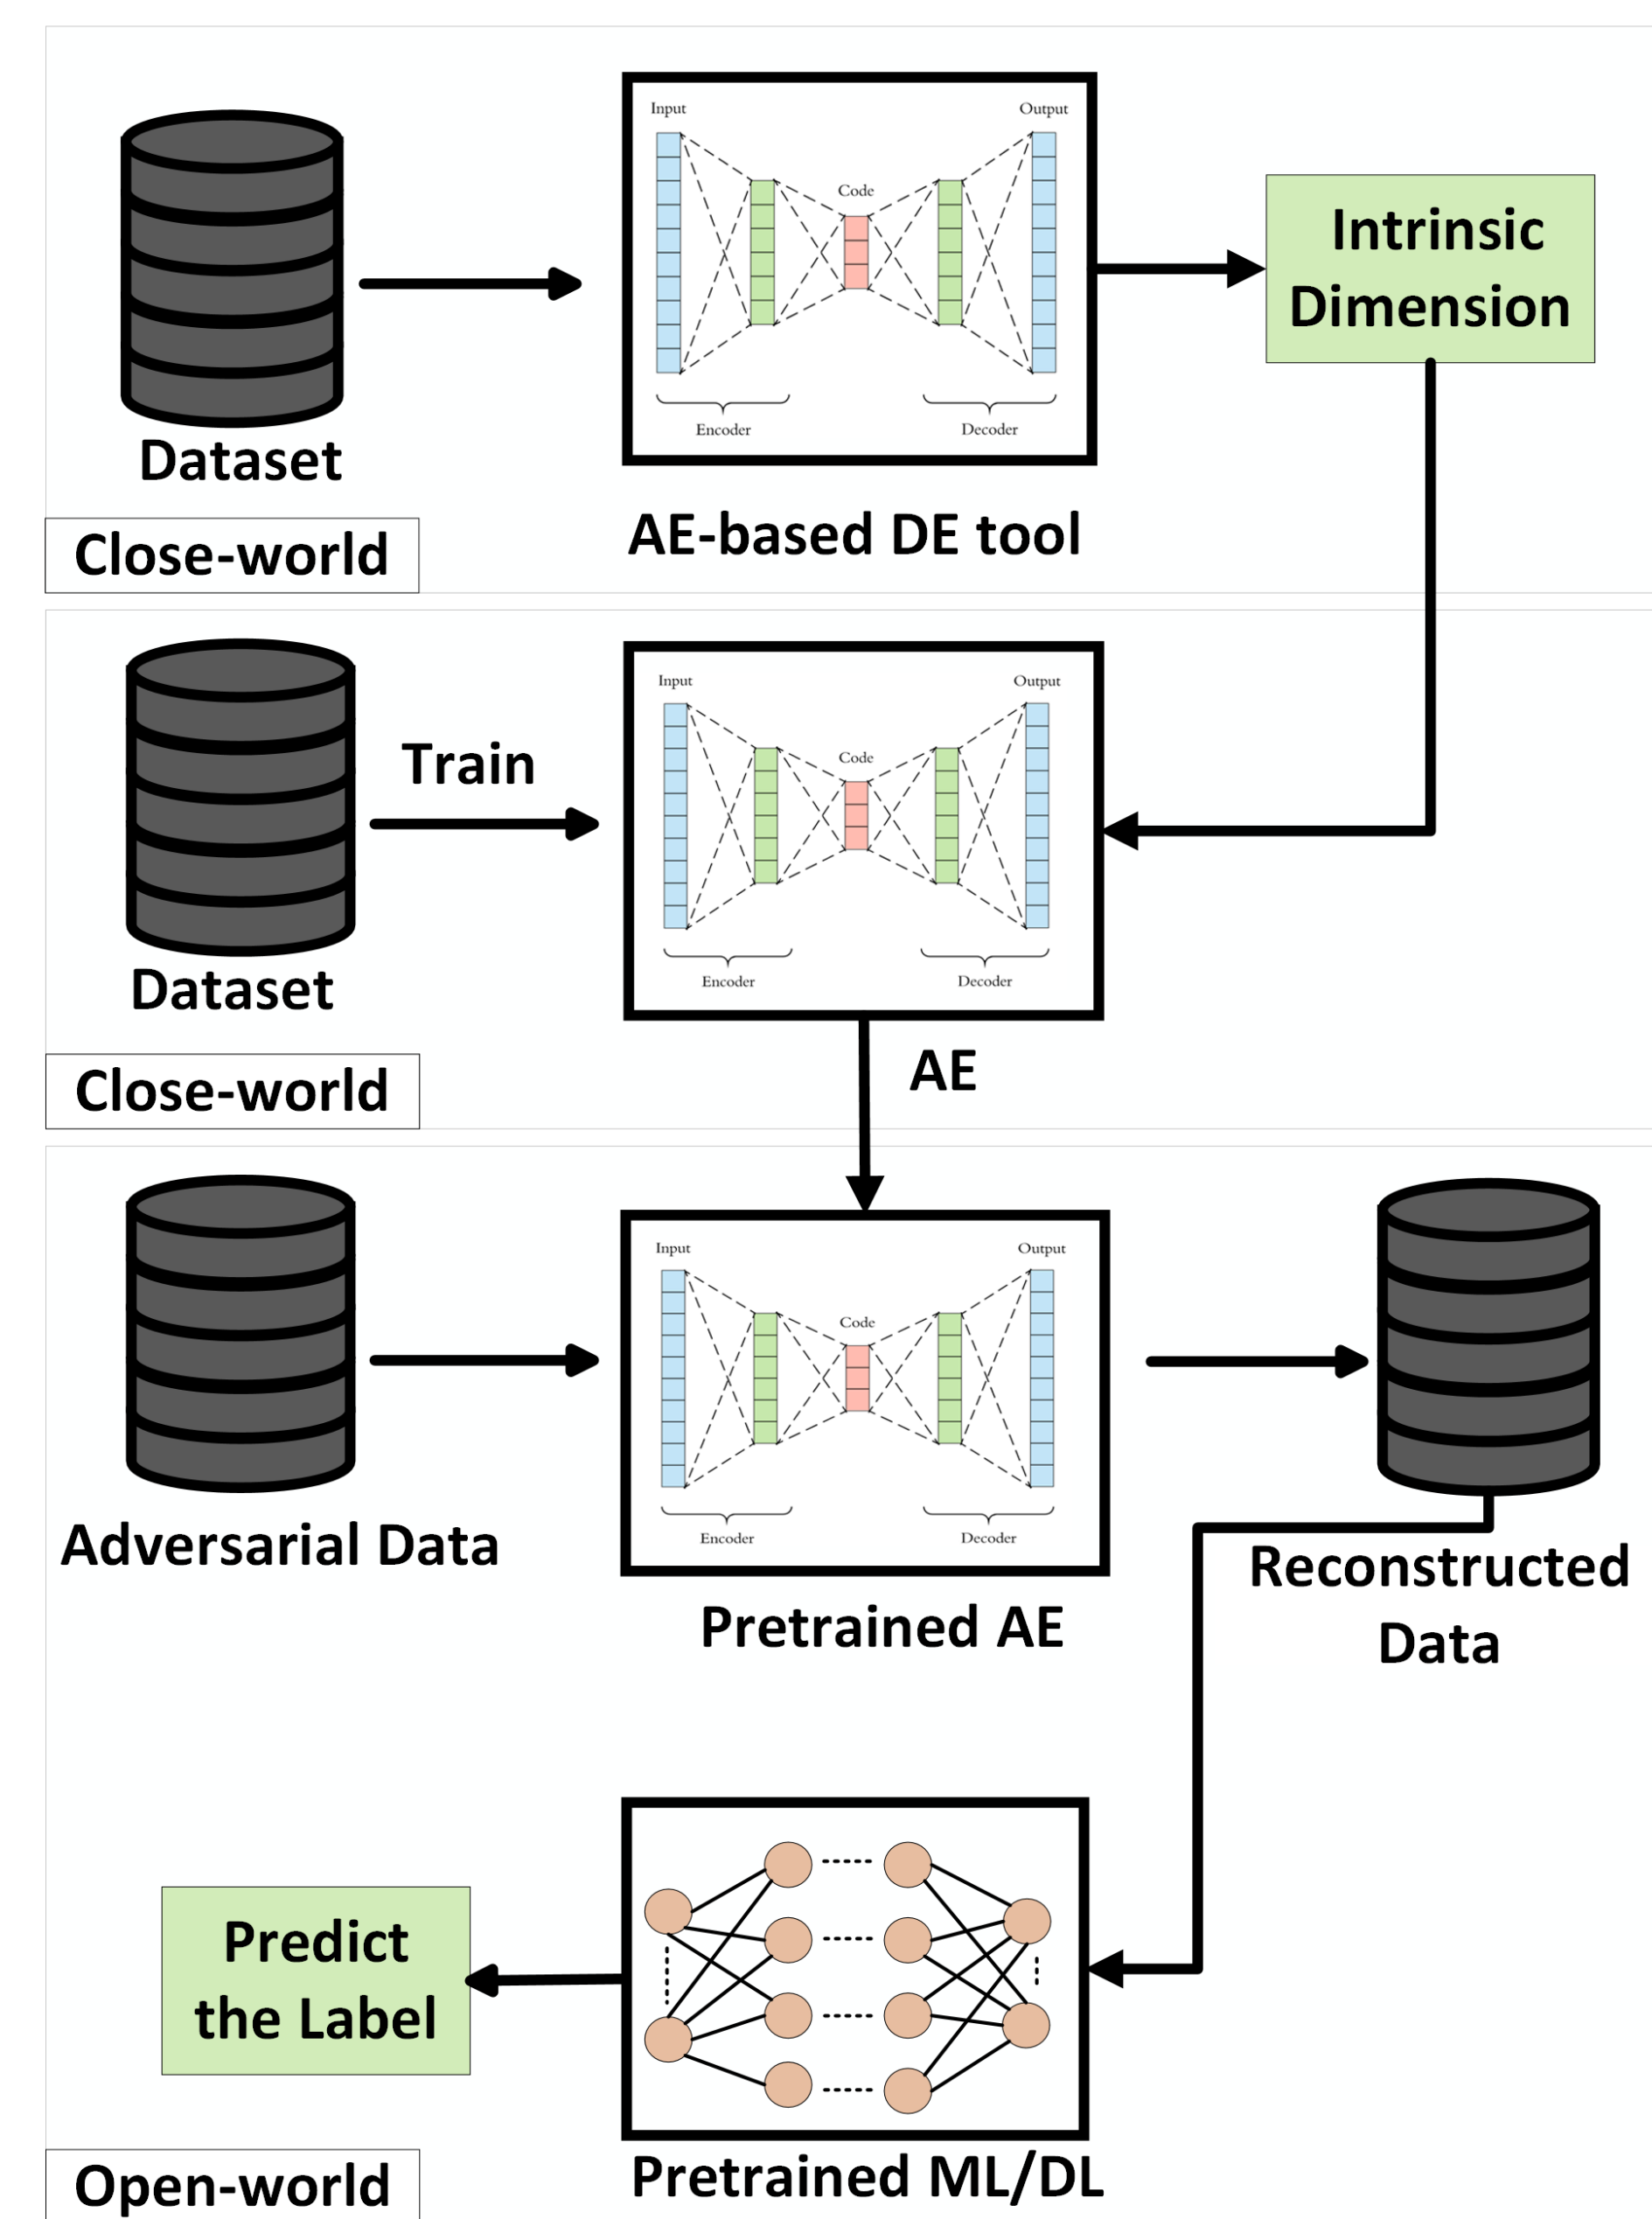 Input
Output
Code
Encoder
Decoder
Dataset
AE-based DE tool
Intrinsic
Dimension
Close-world
Input
Output
Code
Encoder
Decoder
Train
Dataset
AE
Close-world
Input
Output
Code
Encoder
Decoder
Adversarial Data
Pretrained AE
Reconstructed
Data
Predict
the Label
Pretrained ML/DL
Open-world